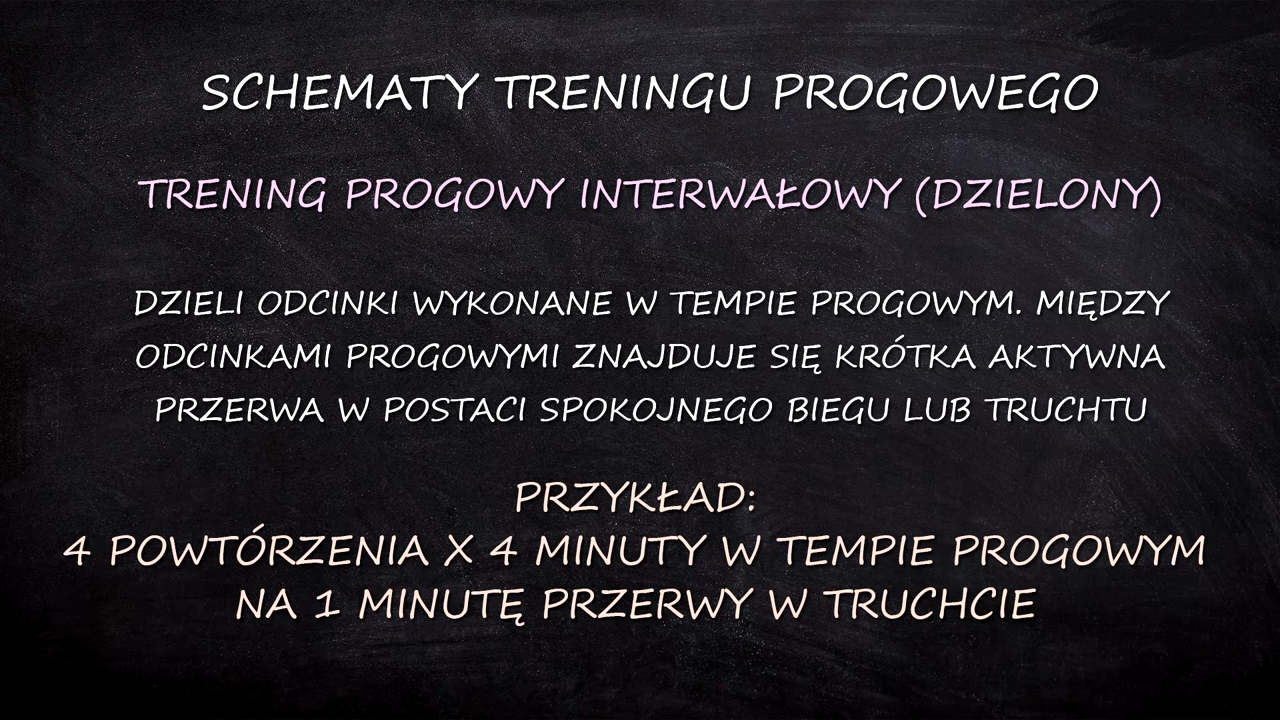 SCHEMATY TRENINGU PROGOWEGO
TRENING PROGOWY INTERWAŁOWY (DZIELONY)
DZIELI ODCINKI WYKONANE W TEMPIE PROGOWYM. MIĘDZY
ODCINKAMI PROGOWYMI ZNAJDUJE SIĘ KRÓTKA AKTYWNA
PRZERWA W POSTACI SPOKOJNEGO BIEGU LUB TRUCHTU
PRZYKŁAD:
4 POWTÓRZENIA X 4 MINUTY W TEMPIE PROGOWYM
NA 1 MINUTĘ PRZERWY W TRUCHCIE